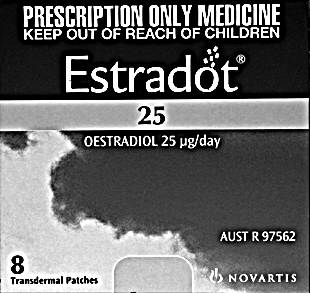 PRESCRIPTION ONLY MEDICINE
KEEP OUT OF REACH OF CHILDREN
Estradot®
25
OESTRADIOL 25 µg/day
AUST R 97562
8
Transdermal Patches
NOVARTIS